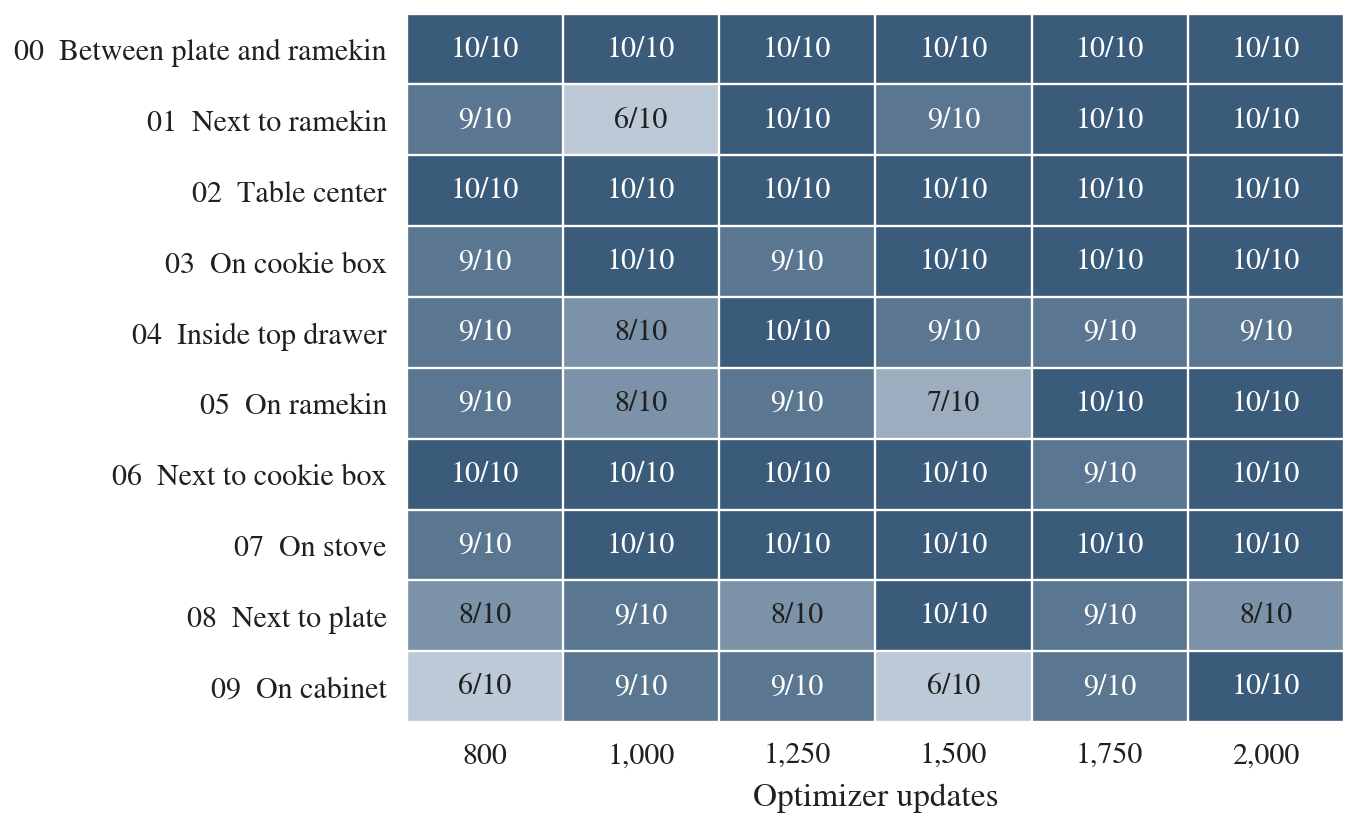 00 Between plate and ramekin 10/10 10/10 10/10 10/10 10/10 10/10
01 Next to ramekin 9/10 6/10 10/10 9/10 10/10 10/10
02 Table center 10/10 10/10 10/10 10/10 10/10 10/10
03 On cookie box 9/10 10/10 9/10 10/10 10/10 10/10
04 Inside top drawer 9/10 8/10 10/10 9/10 9/10 9/10
05 On ramekin 9/10 8/10 9/10 7/10 10/10 10/10
06 Next to cookie box 10/10 10/10 10/10 10/10 9/10 10/10
07 On stove 9/10 10/10 10/10 10/10 10/10 10/10
08 Next to plate 8/10 9/10 8/10 10/10 9/10 8/10
09 On cabinet 6/10 9/10 9/10 6/10 9/10 10/10
800 1,000 1,250 1,500 1,750 2,000
Optimizer updates